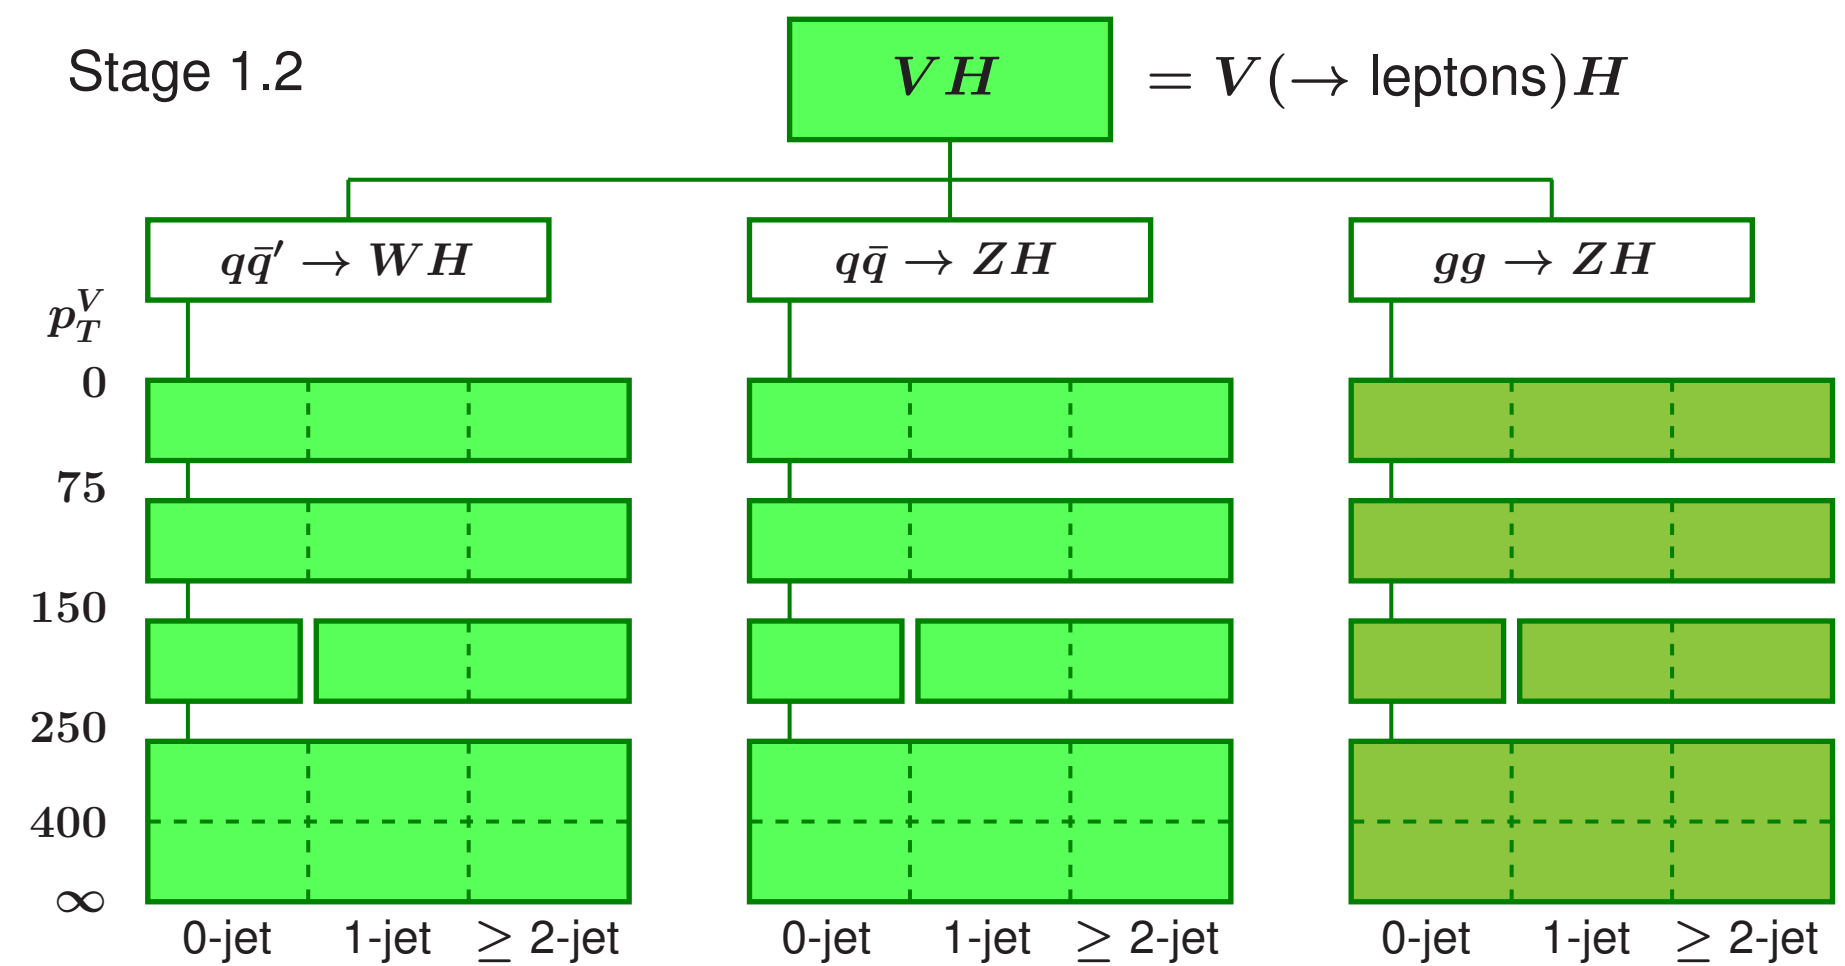 Stage 1.2
VH = V(→ leptons)H
qq̄′ → WH
qq̄ → ZH
gg → ZH
p_T^V
0
75
150
250
400
∞
0-jet 1-jet ≥ 2-jet
0-jet 1-jet ≥ 2-jet
0-jet 1-jet ≥ 2-jet